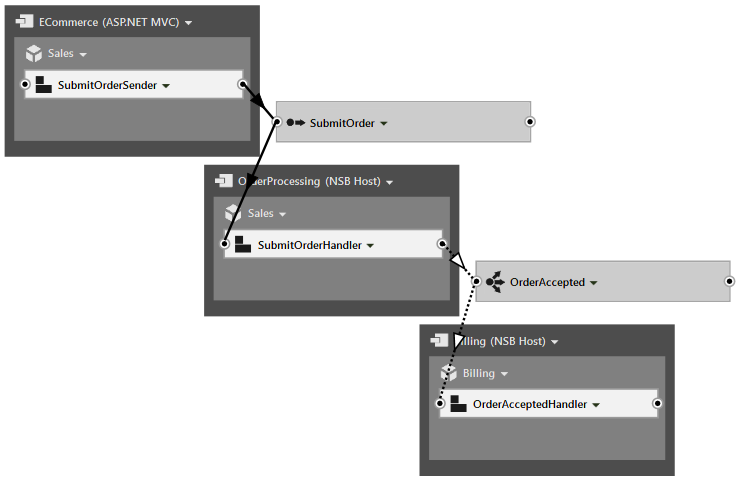 ECommerce (ASP.NET MVC)
Sales
SubmitOrderSender
SubmitOrder
OrderProcessing (NSB Host)
Sales
SubmitOrderHandler
OrderAccepted
Billing (NSB Host)
Billing
OrderAcceptedHandler